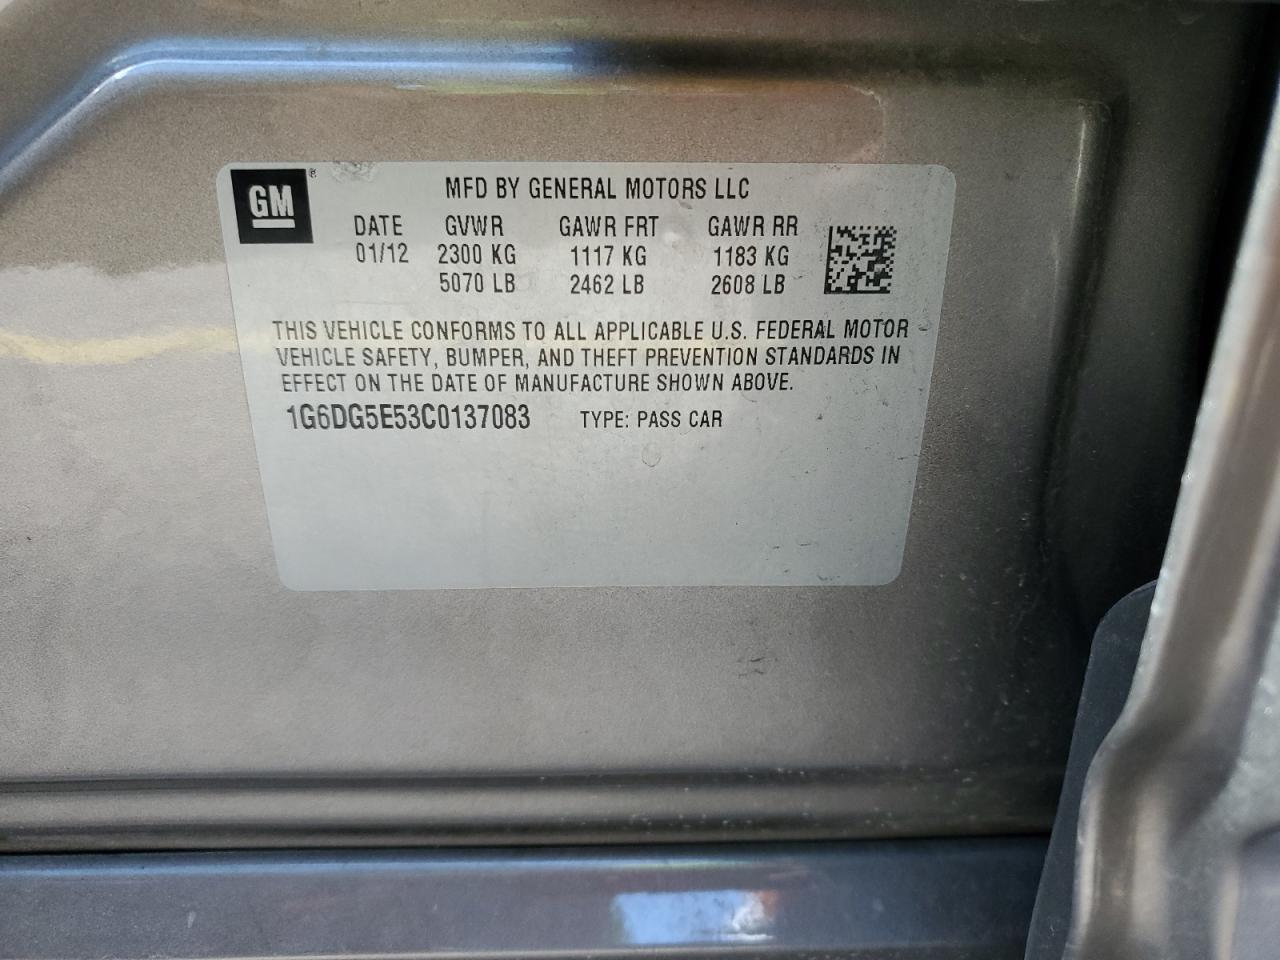 GM ®
MFD BY GENERAL MOTORS LLC
DATE GVWR GAWR FRT GAWR RR
01/12 2300 KG 1117 KG 1183 KG
5070 LB 2462 LB 2608 LB
THIS VEHICLE CONFORMS TO ALL APPLICABLE U.S. FEDERAL MOTOR
VEHICLE SAFETY, BUMPER, AND THEFT PREVENTION STANDARDS IN
EFFECT ON THE DATE OF MANUFACTURE SHOWN ABOVE.
1G6DG5E53C0137083 TYPE: PASS CAR